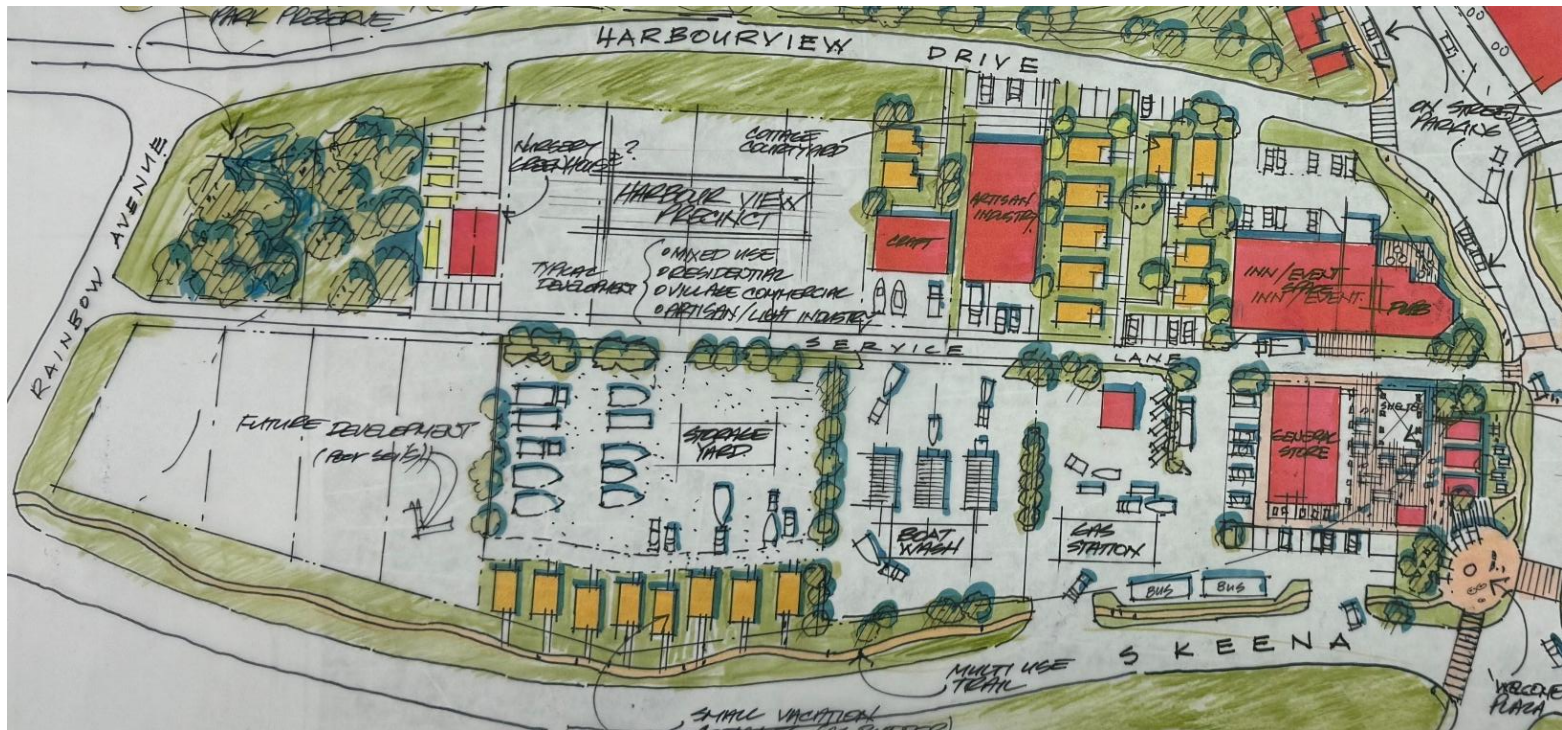 PARK PRESERVE
HARBOURVIEW DRIVE
ON STREET
PARKING
RAINBOW AVENUE
NURSERY
GREENHOUSE?
COTTAGE
COURTYARD
HARBOUR VIEW
PRECINCT
TYPICAL
DEVELOPMENT
MIXED USE
RESIDENTIAL
VILLAGE COMMERCIAL
ARTISAN/LIGHT INDUSTRY
CRAFT
ARTISAN
INDUSTRY
INN/EVENT
SPACE
INN/EVENT
PUB
SERVICE LANE
FUTURE DEVELOPMENT
STORAGE
YARD
BOAT
WASH
GAS
STATION
GENERAL
STORE
SHELTER
BUS
BUS
SKEENA
MULTI USE
TRAIL
WELCOME
PLAZA
SMALL VACATION